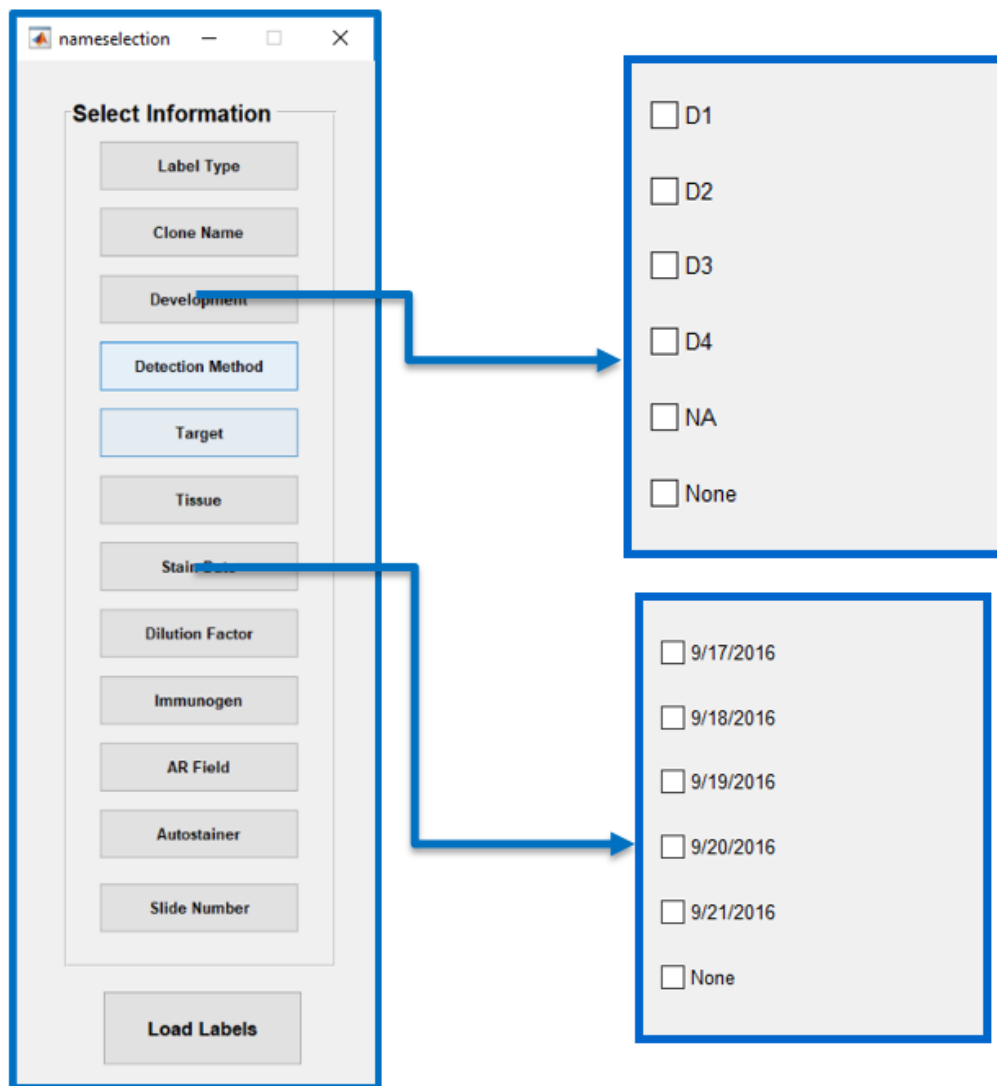 nameselection
Select Information
Label Type
Clone Name
Development
Detection Method
Target
Tissue
Stain Date
Dilution Factor
Immunogen
AR Field
Autostainer
Slide Number
Load Labels
D1
D2
D3
D4
NA
None
9/17/2016
9/18/2016
9/19/2016
9/20/2016
9/21/2016
None